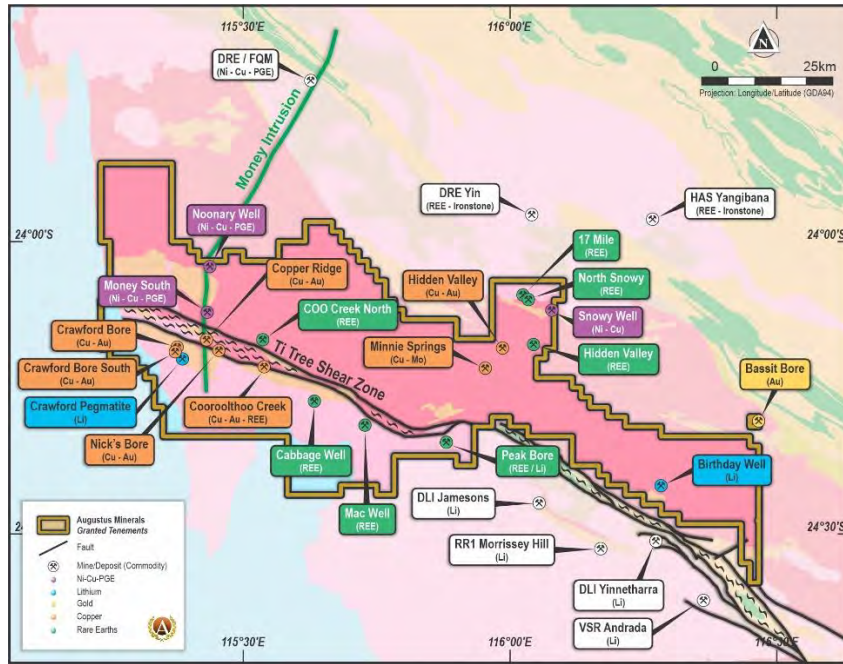 115°30'E
116°00'E
DRE / FQM
(Ni - Cu - PGE)
N
0 25km
Projection: Longitude/Latitude (GDA94)
Money Intrusion
DRE Yin
(REE - Ironstone)
HAS Yangibana
(REE - Ironstone)
Noonary Well
(Ni - Cu - PGE)
24°00'S
24°00'S
17 Mile
(REE)
Copper Ridge
(Cu - Au)
Hidden Valley
(Cu - Au)
North Snowy
(REE)
Money South
(Ni - Cu - PGE)
Snowy Well
(Ni - Cu)
COO Creek North
(REE)
Crawford Bore
(Cu - Au)
Minnie Springs
(Cu - Mo)
Hidden Valley
(REE)
Crawford Bore South
(Cu - Au)
Ti Tree Shear Zone
Bassit Bore
(Au)
Crawford Pegmatite
(Li)
Cooroolthoo Creek
(Cu - Au - REE)
Nick's Bore
(Cu - Au)
Cabbage Well
(REE)
Peak Bore
(REE / Li)
Birthday Well
(Li)
Mac Well
(REE)
DLI Jamesons
(Li)
24°30'S
RR1 Morrissey Hill
(Li)
DLI Yinnetharra
(Li)
VSR Andrada
(Li)
Augustus Minerals
Granted Tenements
Fault
Mine/Deposit (Commodity)
Ni-Cu-PGE
Lithium
Gold
Copper
Rare Earths
A
115°30'E
116°00'E